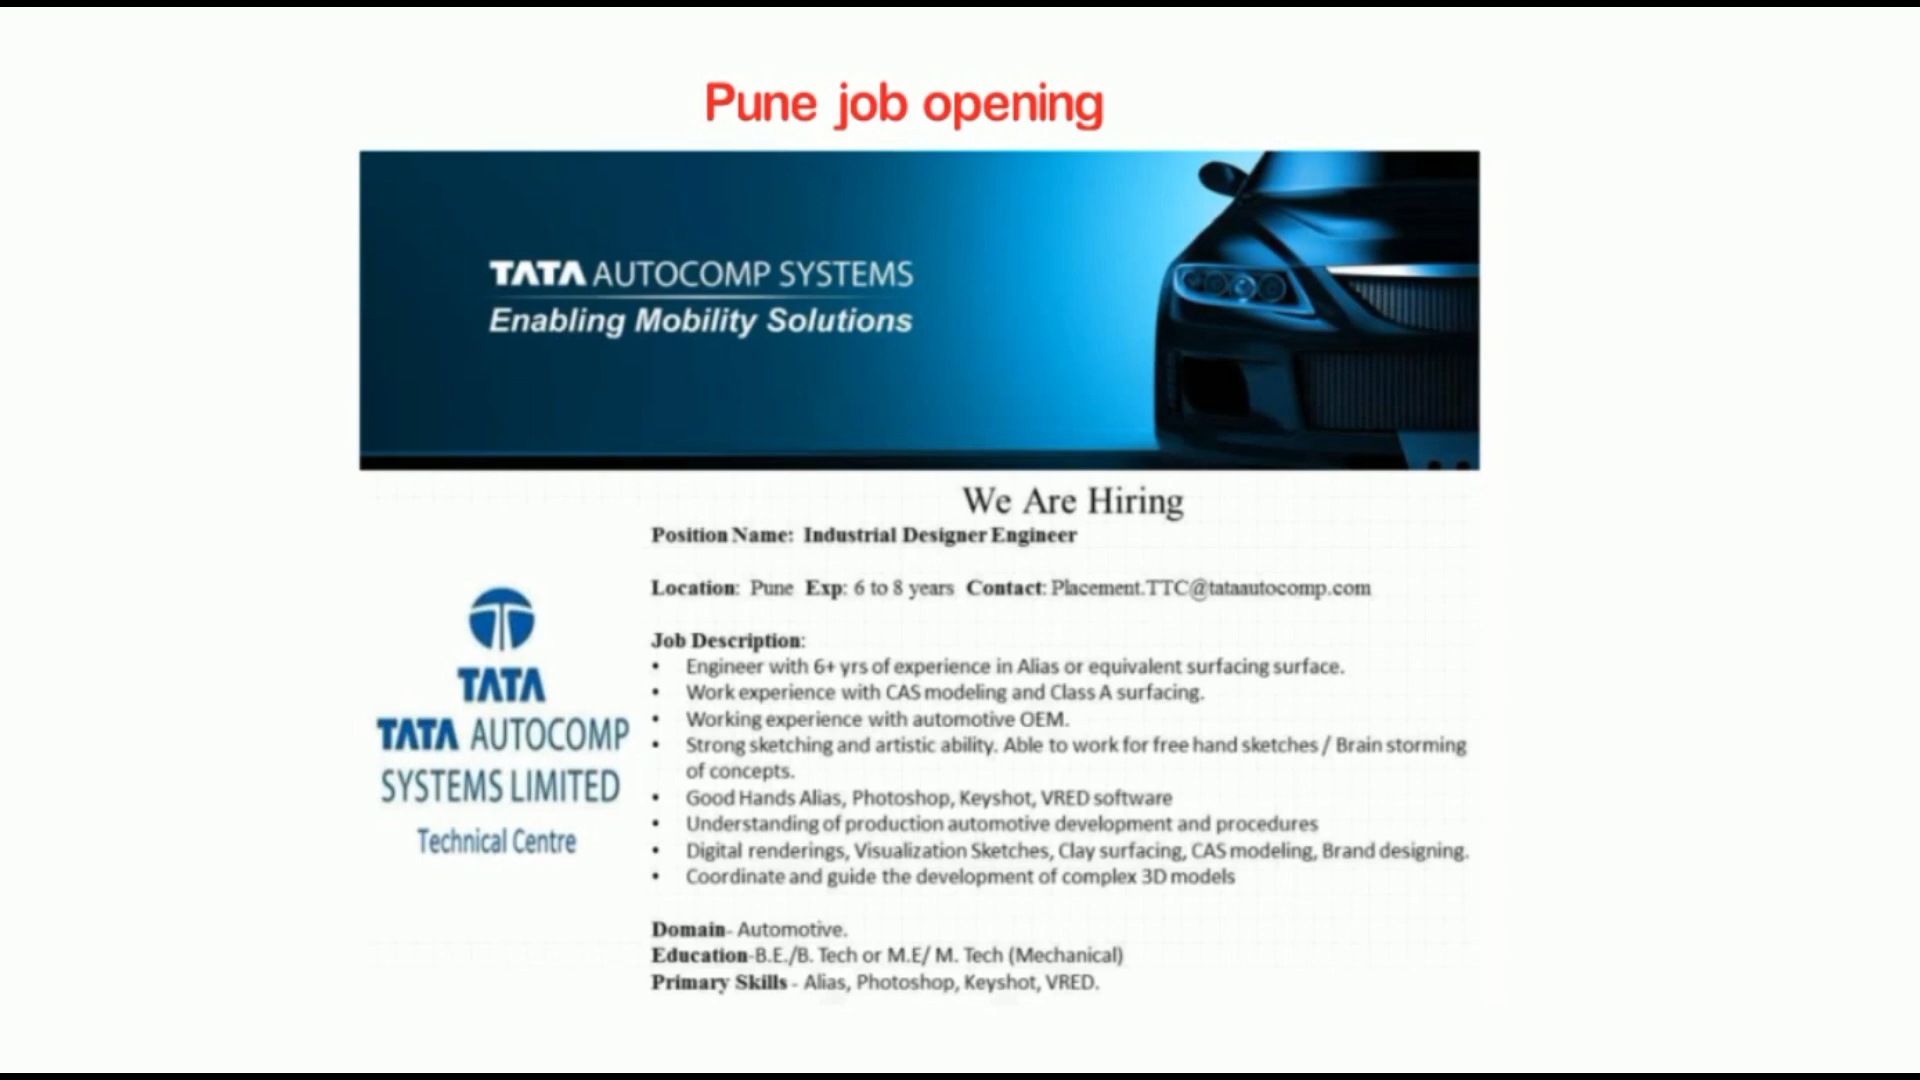 Pune job opening
TATA AUTOCOMP SYSTEMS
Enabling Mobility Solutions
We Are Hiring
Position Name: Industrial Designer Engineer
Location: Pune Exp: 6 to 8 years Contact: Placement.TTC@tataautocomp.com
Job Description:
• Engineer with 6+ yrs of experience in Alias or equivalent surfacing surface.
• Work experience with CAS modeling and Class A surfacing.
• Working experience with automotive OEM.
• Strong sketching and artistic ability. Able to work for free hand sketches / Brain storming
of concepts.
• Good Hands Alias, Photoshop, Keyshot, VRED software
• Understanding of production automotive development and procedures
• Digital renderings, Visualization Sketches, Clay surfacing, CAS modeling, Brand designing.
• Coordinate and guide the development of complex 3D models
Domain- Automotive.
Education-B.E./B. Tech or M.E/ M. Tech (Mechanical)
Primary Skills - Alias, Photoshop, Keyshot, VRED.
TATA
TATA AUTOCOMP
SYSTEMS LIMITED
Technical Centre